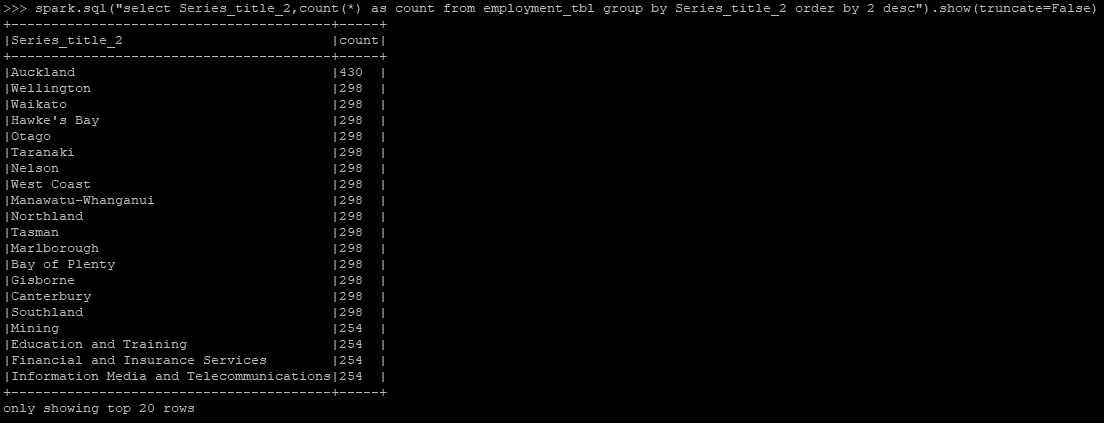 >>> spark.sql("select Series_title_2,count(*) as count from employment_tbl group by Series_title_2 order by 2 desc").show(truncate=False)
+----------------------------------------+-----+
|Series_title_2                          |count|
+----------------------------------------+-----+
|Auckland                                |430  |
|Wellington                              |298  |
|Waikato                                 |298  |
|Hawke's Bay                             |298  |
|Otago                                   |298  |
|Taranaki                                |298  |
|Nelson                                  |298  |
|West Coast                              |298  |
|Manawatu-Whanganui                      |298  |
|Northland                               |298  |
|Tasman                                  |298  |
|Marlborough                             |298  |
|Bay of Plenty                           |298  |
|Gisborne                                |298  |
|Canterbury                              |298  |
|Southland                               |298  |
|Mining                                  |254  |
|Education and Training                  |254  |
|Financial and Insurance Services        |254  |
|Information Media and Telecommunications|254  |
+----------------------------------------+-----+
only showing top 20 rows